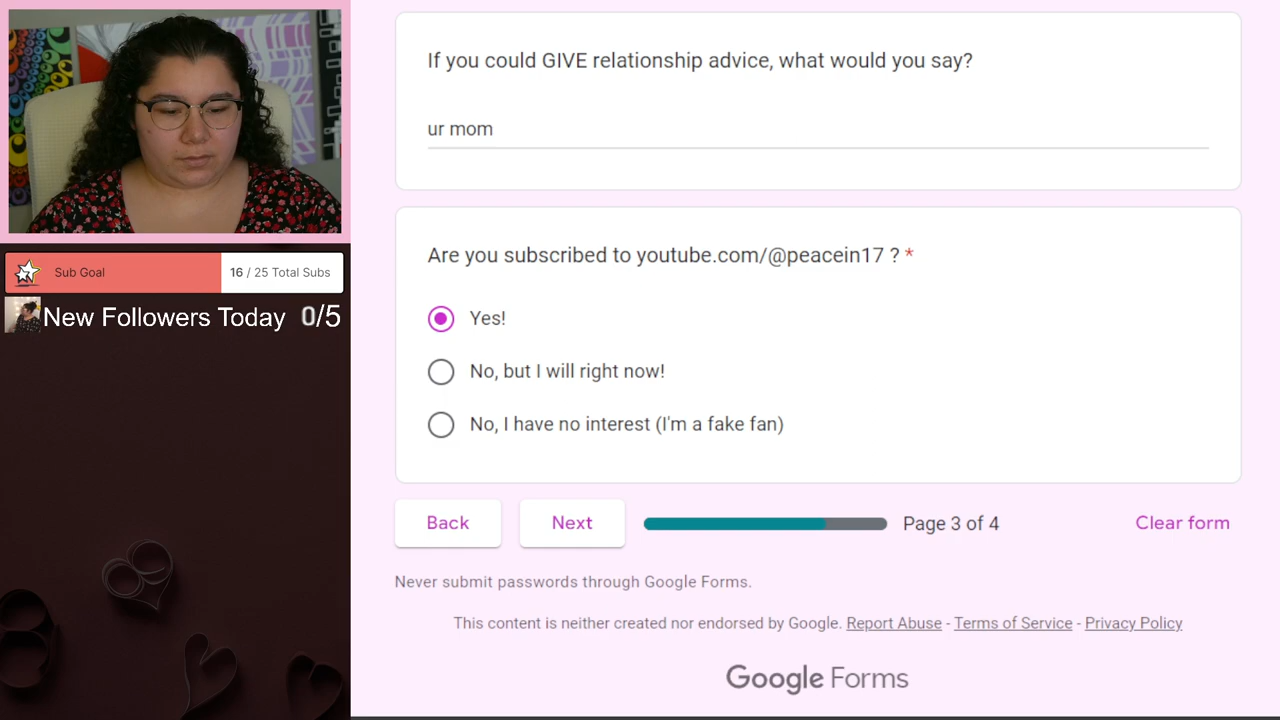 If you could GIVE relationship advice, what would you say?
ur mom
Sub Goal 16 / 25 Total Subs
New Followers Today 0/5
Are you subscribed to youtube.com/@peacein17 ? *
Yes!
No, but I will right now!
No, I have no interest (I'm a fake fan)
Back Next Page 3 of 4 Clear form
Never submit passwords through Google Forms.
This content is neither created nor endorsed by Google. Report Abuse - Terms of Service - Privacy Policy
Google Forms